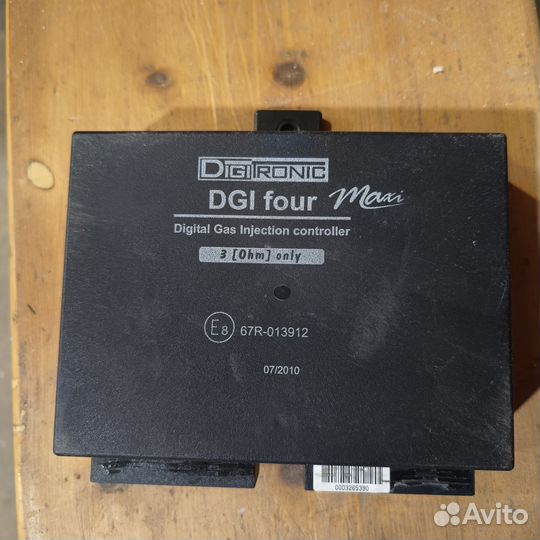 DIGITRONIC
DGI four Maxi
Digital Gas Injection controller
3 [Ohm] only
E8 67R-013912
07/2010
0003265390
Avito